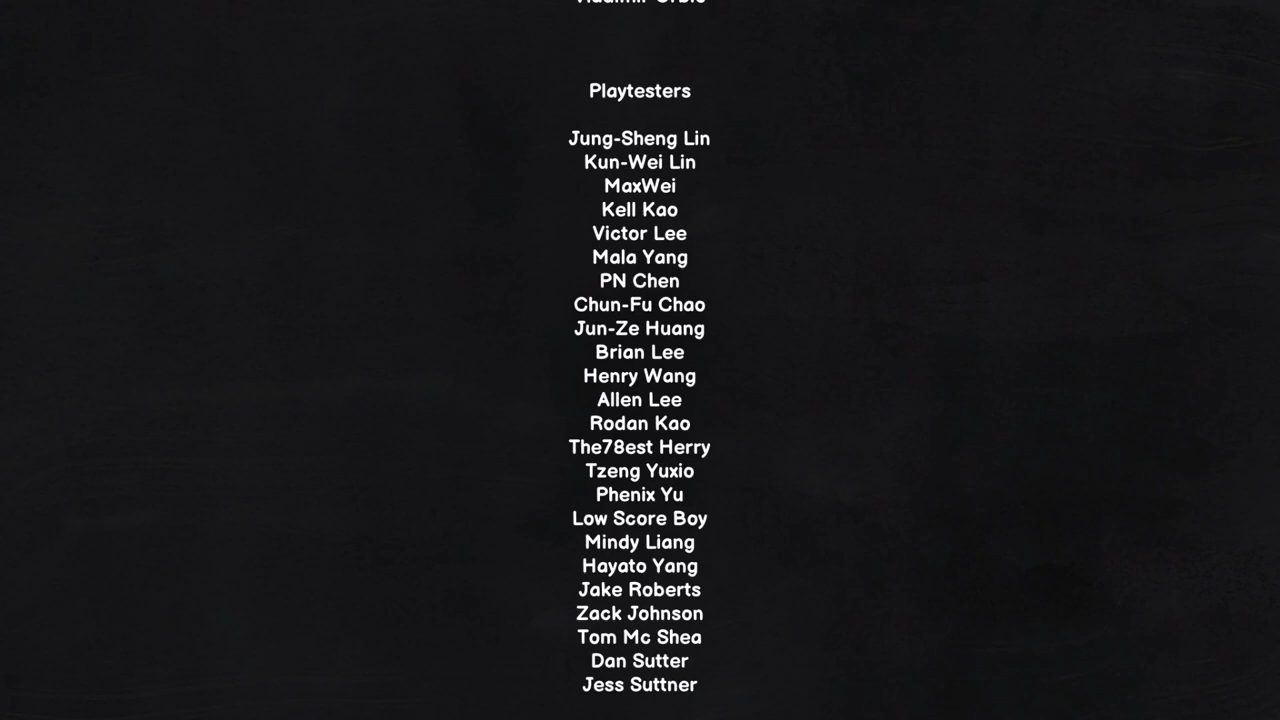 Playtesters
Jung-Sheng Lin
Kun-Wei Lin
MaxWei
Kell Kao
Victor Lee
Mala Yang
PN Chen
Chun-Fu Chao
Jun-Ze Huang
Brian Lee
Henry Wang
Allen Lee
Rodan Kao
The78est Herry
Tzeng Yuxio
Phenix Yu
Low Score Boy
Mindy Liang
Hayato Yang
Jake Roberts
Zack Johnson
Tom Mc Shea
Dan Sutter
Jess Suttner